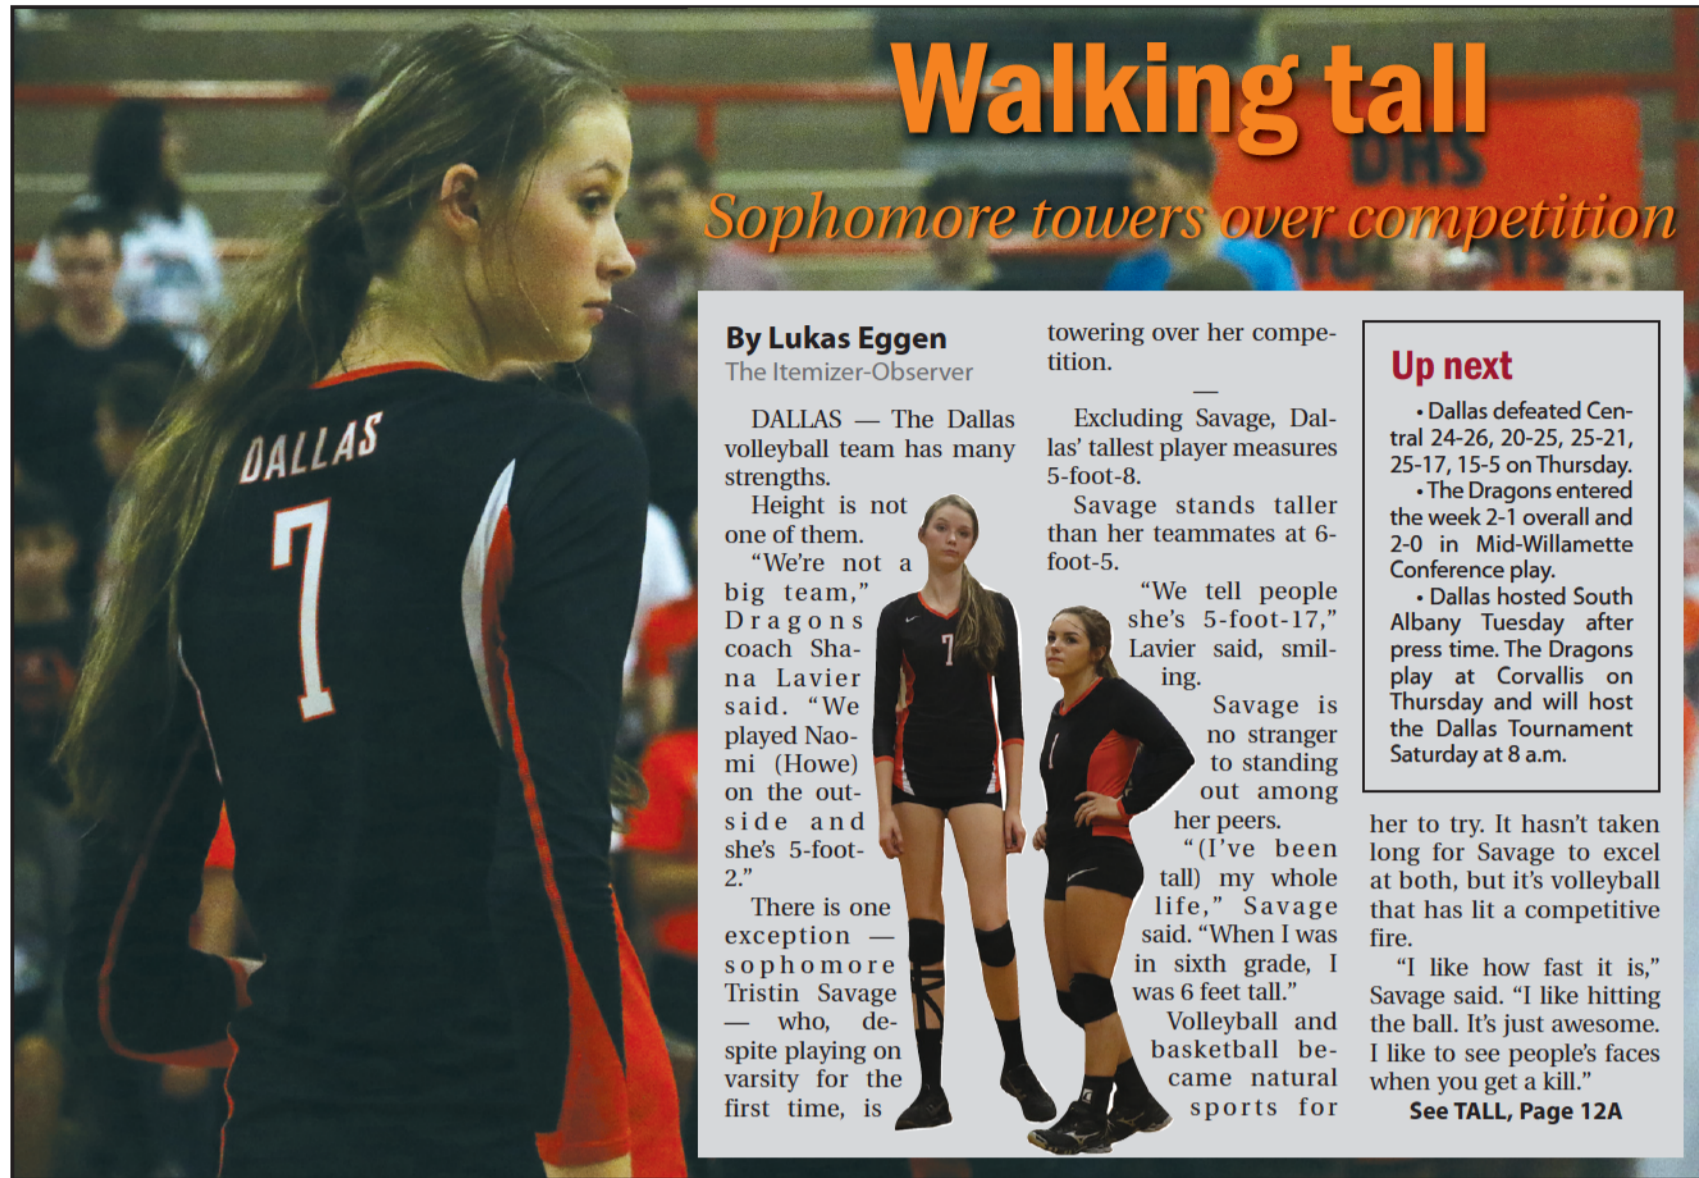 Walking tall
DHS
Sophomore towers over competition
DALLAS
7
By Lukas Eggen
The Itemizer-Observer
DALLAS — The Dallas
volleyball team has many
strengths.
Height is not
one of them.
“We’re not a
big team,”
Dragons
coach Sha-
na Lavier
said. “We
played Nao-
mi (Howe)
on the out-
side and
she’s 5-foot-
2.”
There is one
exception —
sophomore
Tristin Savage
— who, de-
spite playing on
varsity for the
first time, is
7
1
towering over her compe-
tition.
—
Excluding Savage, Dal-
las’ tallest player measures
5-foot-8.
Savage stands taller
than her teammates at 6-
foot-5.
“We tell people
she’s 5-foot-17,”
Lavier said, smil-
ing.
Savage is
no stranger
to standing
out among
her peers.
“(I’ve been
tall) my whole
life,” Savage
said. “When I was
in sixth grade, I
was 6 feet tall.”
Volleyball and
basketball be-
came natural
sports for
Up next
• Dallas defeated Cen-
tral 24-26, 20-25, 25-21,
25-17, 15-5 on Thursday.
• The Dragons entered
the week 2-1 overall and
2-0 in Mid-Willamette
Conference play.
• Dallas hosted South
Albany Tuesday after
press time. The Dragons
play at Corvallis on
Thursday and will host
the Dallas Tournament
Saturday at 8 a.m.
her to try. It hasn’t taken
long for Savage to excel
at both, but it’s volleyball
that has lit a competitive
fire.
“I like how fast it is,”
Savage said. “I like hitting
the ball. It’s just awesome.
I like to see people’s faces
when you get a kill.”
See TALL, Page 12A